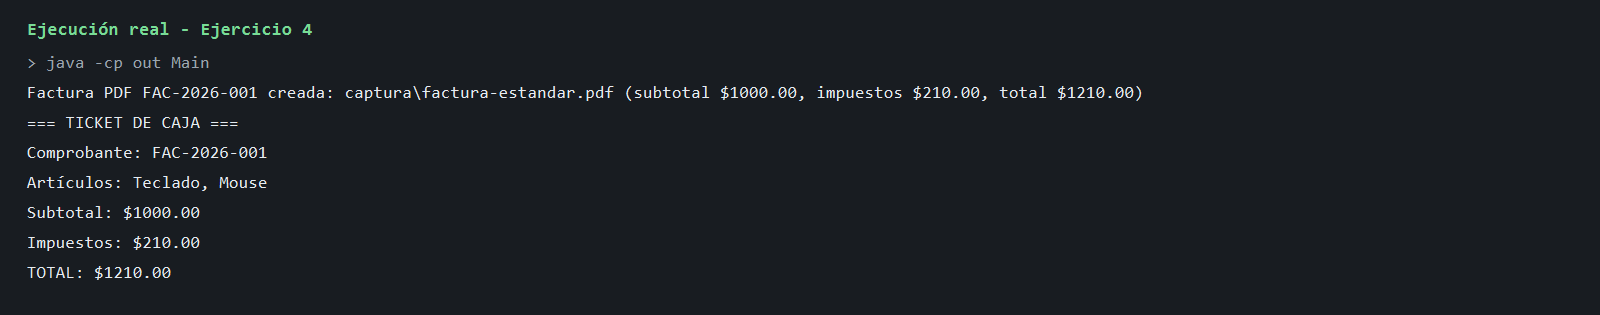 Ejecución real - Ejercicio 4
> java -cp out Main
Factura PDF FAC-2026-001 creada: captura\factura-estandar.pdf (subtotal $1000.00, impuestos $210.00, total $1210.00)
=== TICKET DE CAJA ===
Comprobante: FAC-2026-001
Artículos: Teclado, Mouse
Subtotal: $1000.00
Impuestos: $210.00
TOTAL: $1210.00